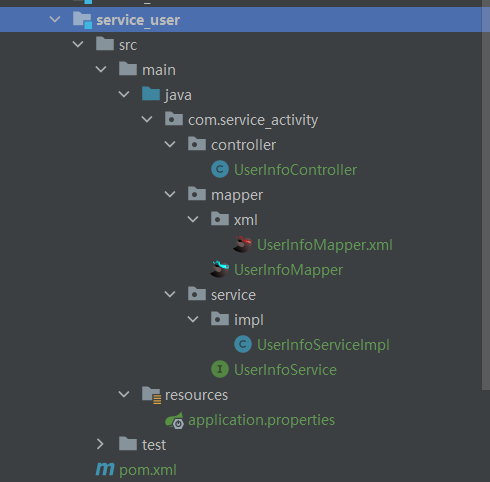 service_user
src
main
java
com.service_activity
controller
UserInfoController
mapper
xml
UserInfoMapper.xml
UserInfoMapper
service
impl
UserInfoServiceImpl
UserInfoService
resources
application.properties
test
pom.xml